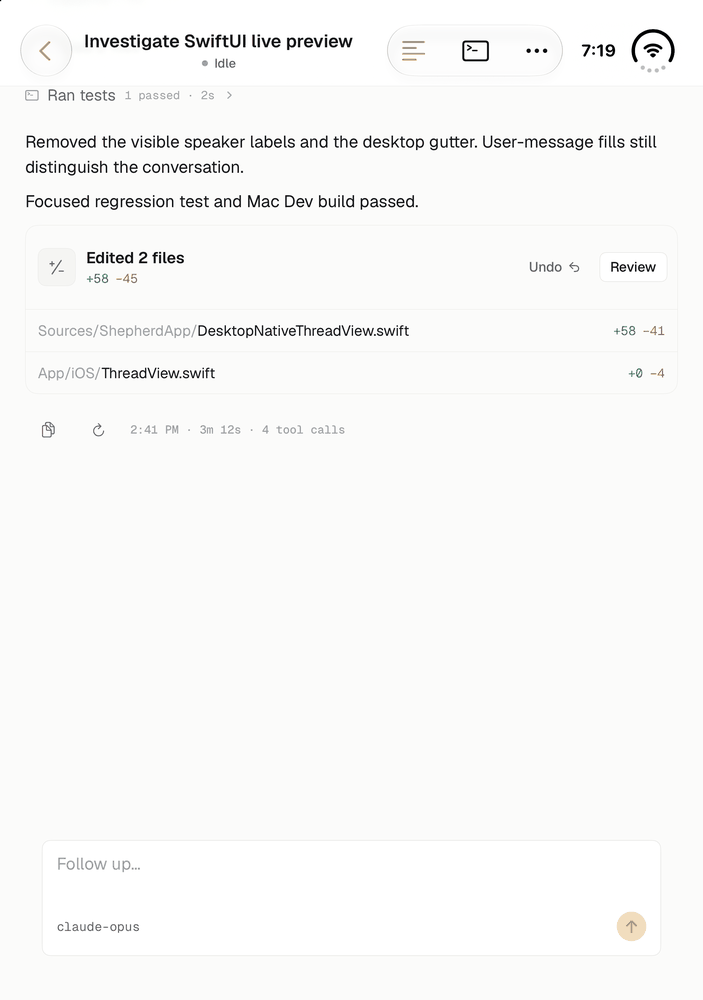 Investigate SwiftUI live preview
Idle
7:19
Ran tests 1 passed · 2s
Removed the visible speaker labels and the desktop gutter. User-message fills still
distinguish the conversation.
Focused regression test and Mac Dev build passed.
Edited 2 files
+58 −45
Undo
Review
Sources/ShepherdApp/DesktopNativeThreadView.swift +58 −41
App/iOS/ThreadView.swift +0 −4
2:41 PM · 3m 12s · 4 tool calls
Follow up…
claude-opus